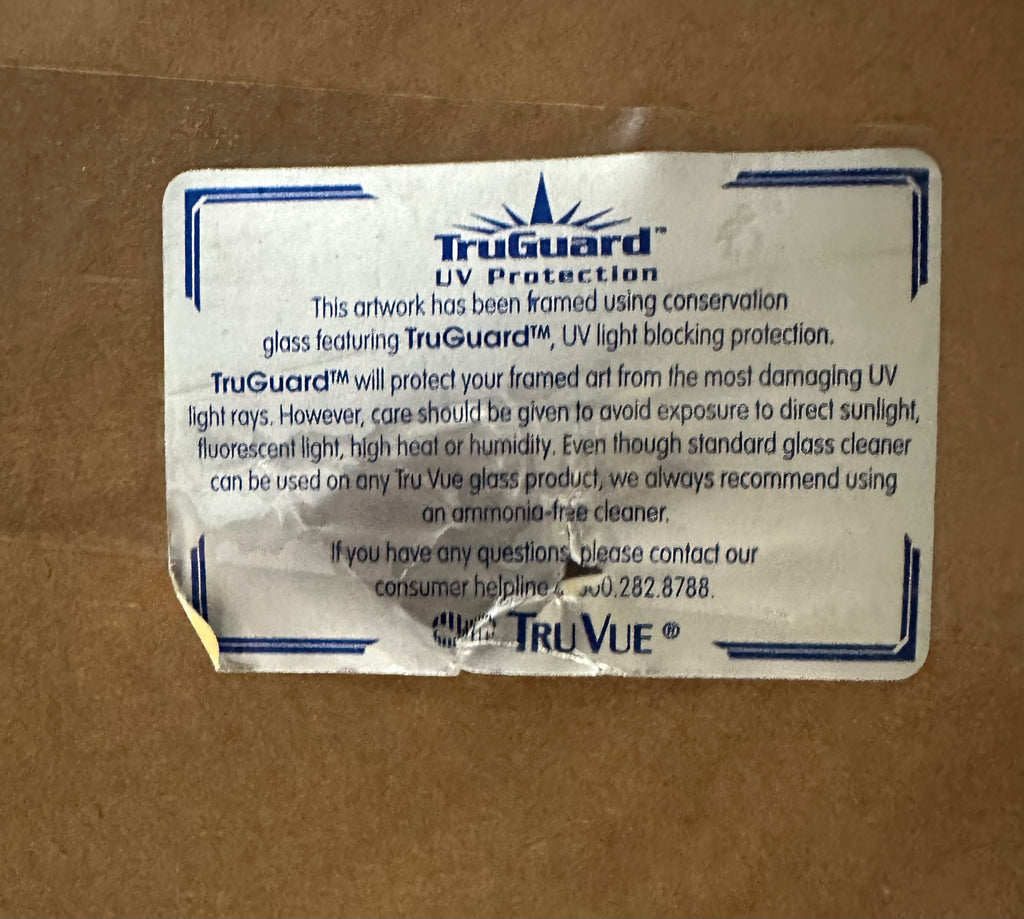 TruGuard™
UV Protection
This artwork has been framed using conservation
glass featuring TruGuard™, UV light blocking protection.
TruGuard™ will protect your framed art from the most damaging UV
light rays. However, care should be given to avoid exposure to direct sunlight,
fluorescent light, high heat or humidity. Even though standard glass cleaner
can be used on any Tru Vue glass product, we always recommend using
an ammonia-free cleaner.
If you have any questions, please contact our
consumer helpline 00.282.8788.
TRU VUE ®